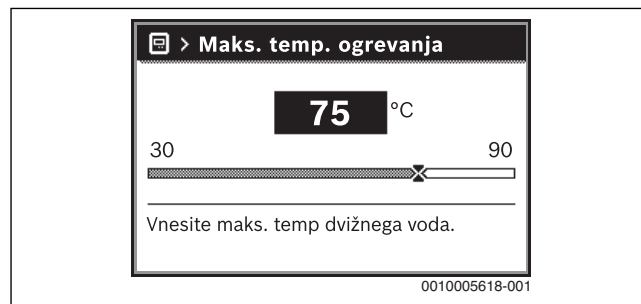 > Maks. temp. ogrevanja
75 °C
30 90
Vnesite maks. temp dvižnega voda.
0010005618-001